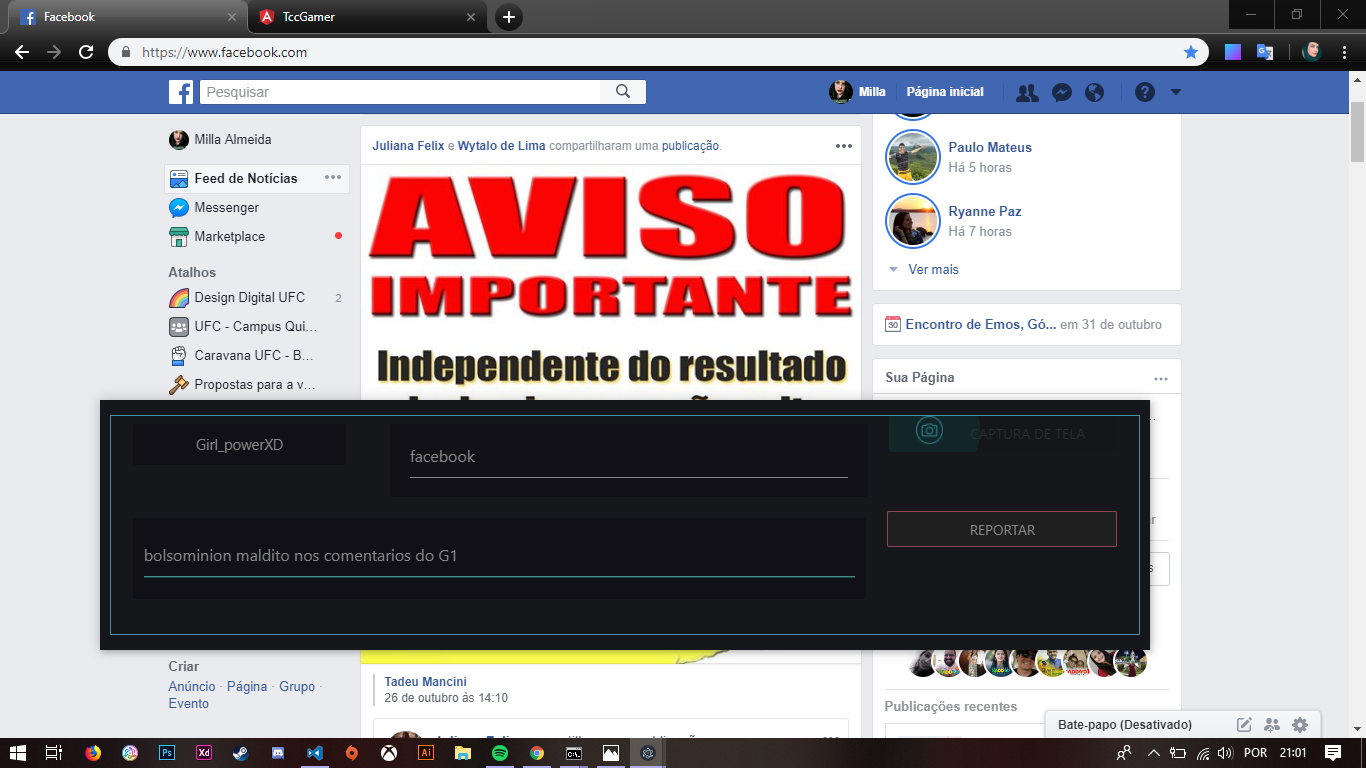 Facebook
TccGamer
https://www.facebook.com
Pesquisar
Milla
Página inicial
Milla Almeida
Feed de Notícias
Messenger
Marketplace
Atalhos
Design Digital UFC 2
UFC - Campus Qui...
Caravana UFC - B...
Propostas para a v...
Juliana Felix e Wytalo de Lima compartilharam uma publicação.
AVISO
IMPORTANTE
Independente do resultado
Paulo Mateus
Há 5 horas
Ryanne Paz
Há 7 horas
Ver mais
30 Encontro de Emos, Gó... em 31 de outubro
Sua Página
Girl_powerXD
facebook
CAPTURA DE TELA
bolsominion maldito nos comentarios do G1
REPORTAR
Criar
Anúncio · Página · Grupo ·
Evento
Tadeu Mancini
26 de outubro às 14:10
Publicações recentes
Bate-papo (Desativado)
POR 21:01